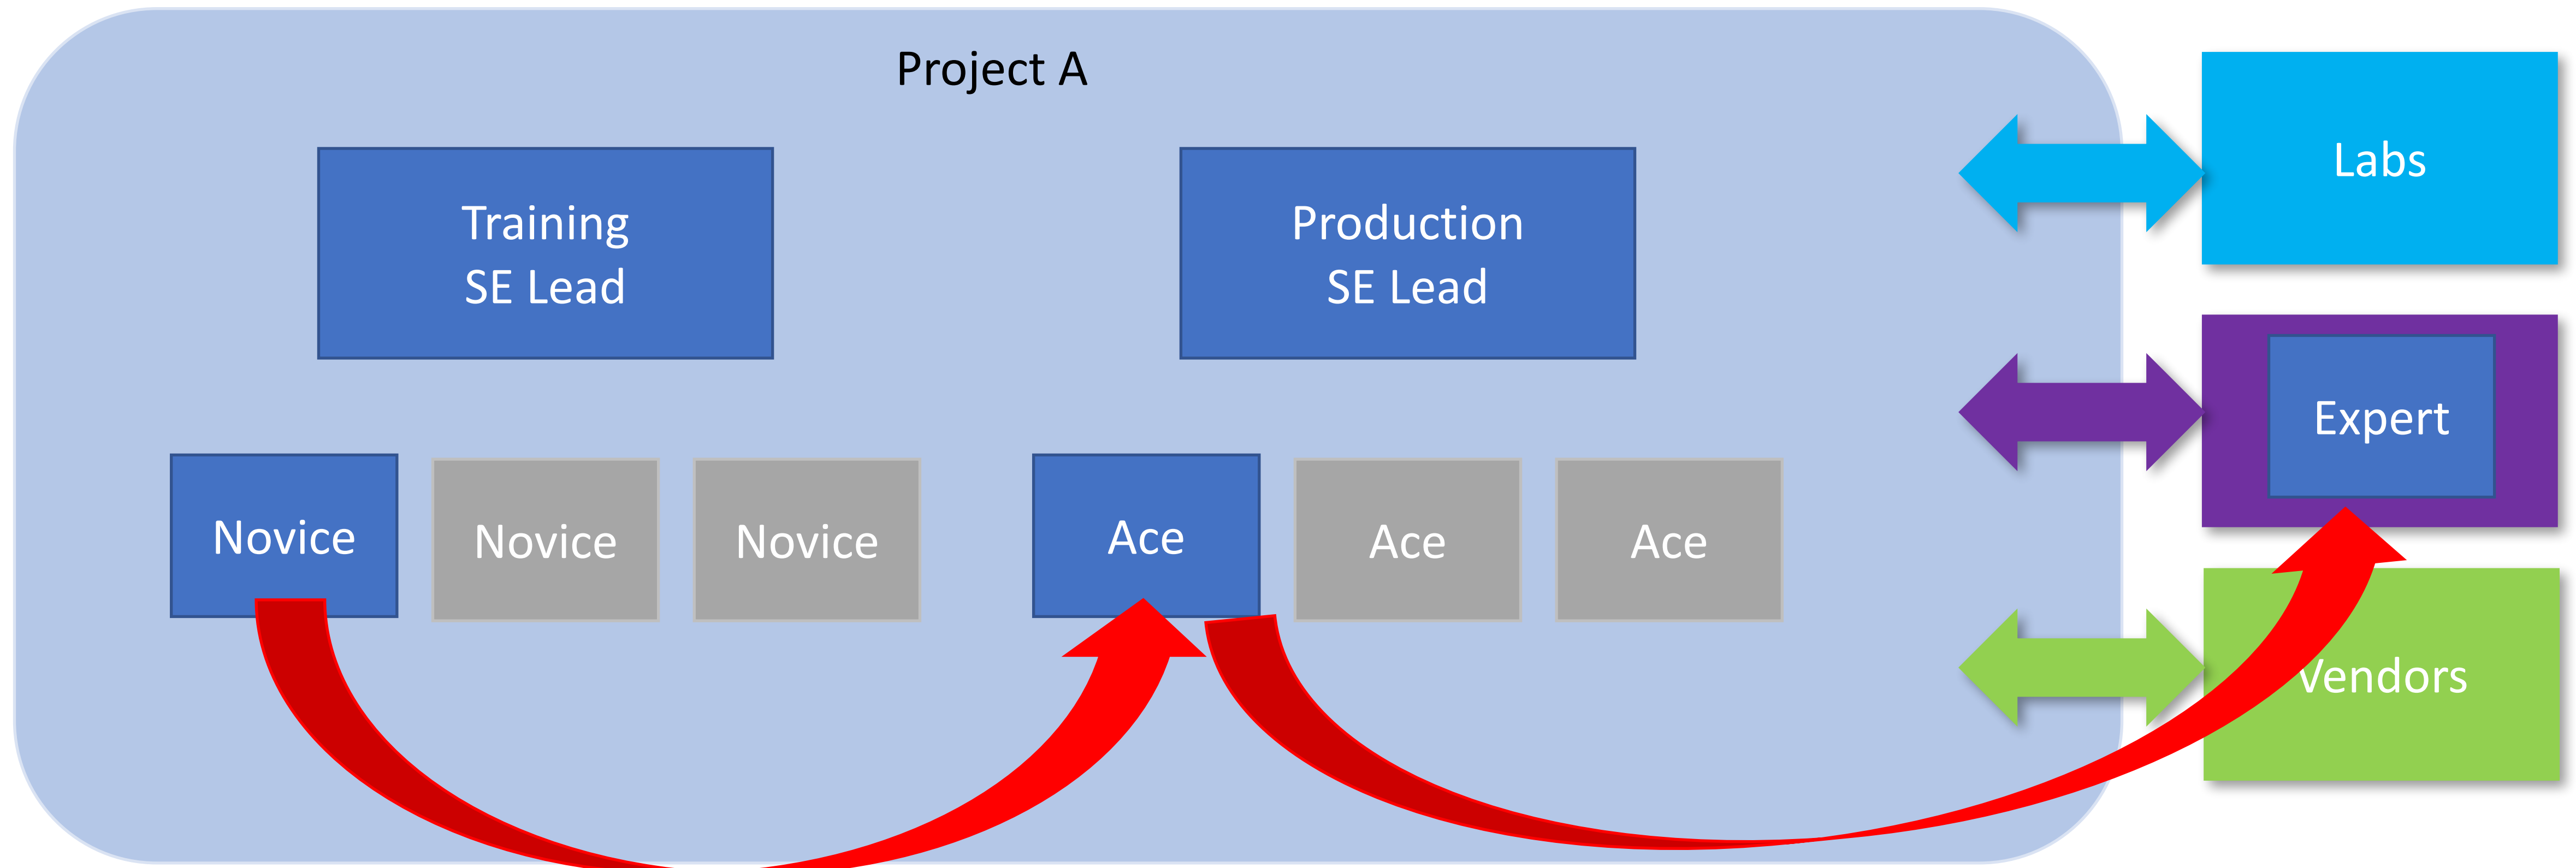 Project A
Training
SE Lead
Production
SE Lead
Novice
Novice
Novice
Ace
Ace
Ace
Labs
Expert
Vendors